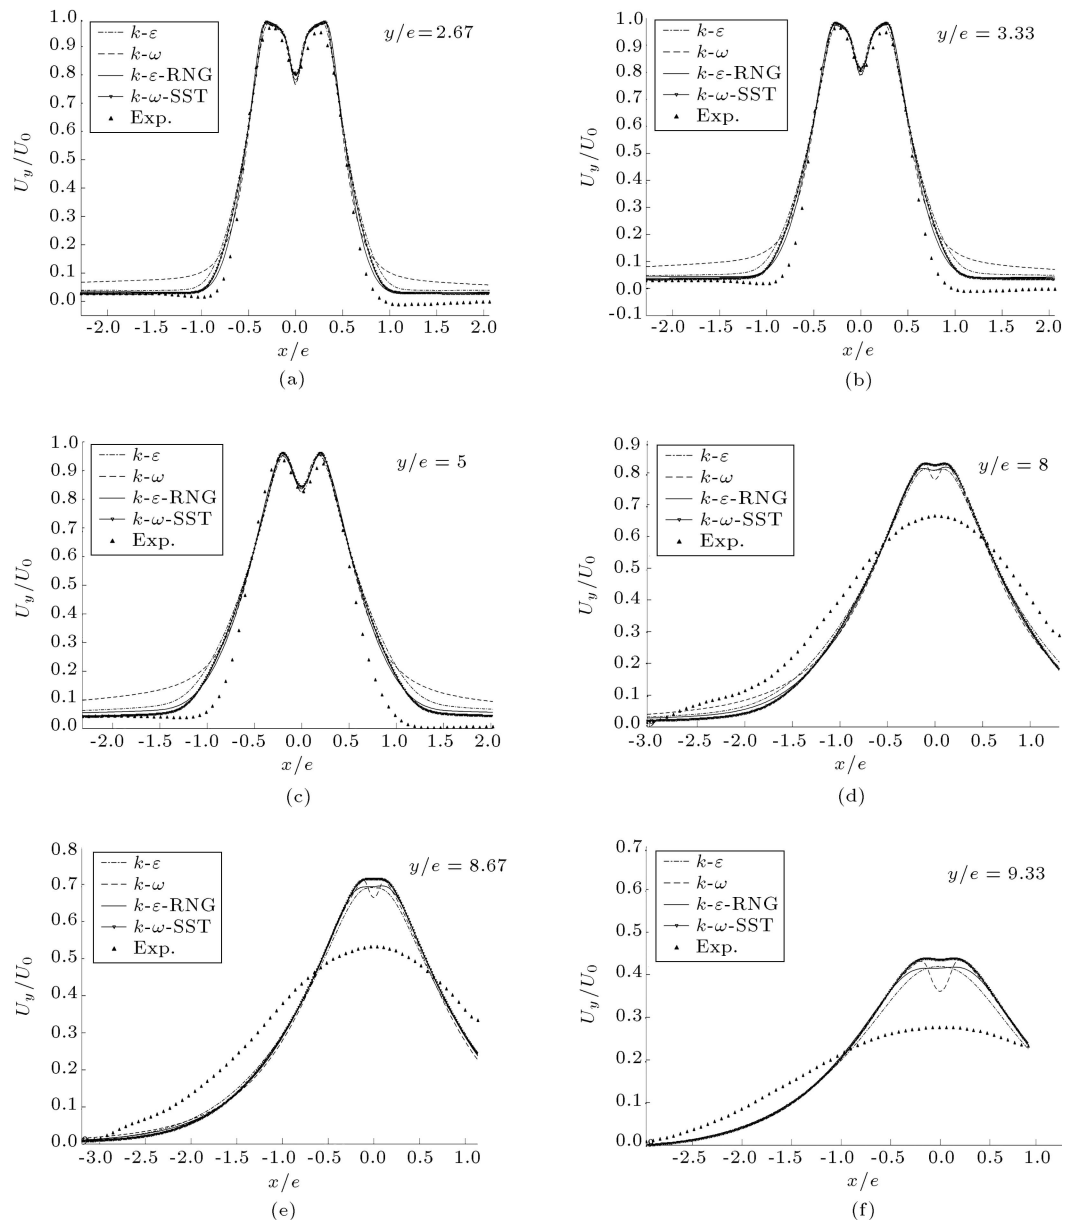 1.0
0.9
0.8
0.7
0.6
0.5
0.4
0.3
0.2
0.1
0.0
U_y/U_0
k-ε
k-ω
k-ε-RNG
k-ω-SST
Exp.
y/e=2.67
-2.0 -1.5 -1.0 -0.5 0.0 0.5 1.0 1.5 2.0
x/e
(a)
1.0
0.9
0.8
0.7
0.6
0.5
0.4
0.3
0.2
0.1
0.0
-0.1
U_y/U_0
k-ε
k-ω
k-ε-RNG
k-ω-SST
Exp.
y/e = 3.33
-2.0 -1.5 -1.0 -0.5 0.0 0.5 1.0 1.5 2.0
x/e
(b)
1.0
0.9
0.8
0.7
0.6
0.5
0.4
0.3
0.2
0.1
0.0
U_y/U_0
k-ε
k-ω
k-ε-RNG
k-ω-SST
Exp.
y/e = 5
-2.0 -1.5 -1.0 -0.5 0.0 0.5 1.0 1.5 2.0
x/e
(c)
0.9
0.8
0.7
0.6
0.5
0.4
0.3
0.2
0.1
0.0
U_y/U_0
k-ε
k-ω
k-ε-RNG
k-ω-SST
Exp.
y/e = 8
-3.0 -2.5 -2.0 -1.5 -1.0 -0.5 0.0 0.5 1.0
x/e
(d)
0.8
0.7
0.6
0.5
0.4
0.3
0.2
0.1
0.0
U_y/U_0
k-ε
k-ω
k-ε-RNG
k-ω-SST
Exp.
y/e = 8.67
-3.0 -2.5 -2.0 -1.5 -1.0 -0.5 0.0 0.5 1.0
x/e
(e)
0.7
0.6
0.5
0.4
0.3
0.2
0.1
0.0
U_y/U_0
k-ε
k-ω
k-ε-RNG
k-ω-SST
Exp.
y/e = 9.33
-2.5 -2.0 -1.5 -1.0 -0.5 0.0 0.5 1.0
x/e
(f)